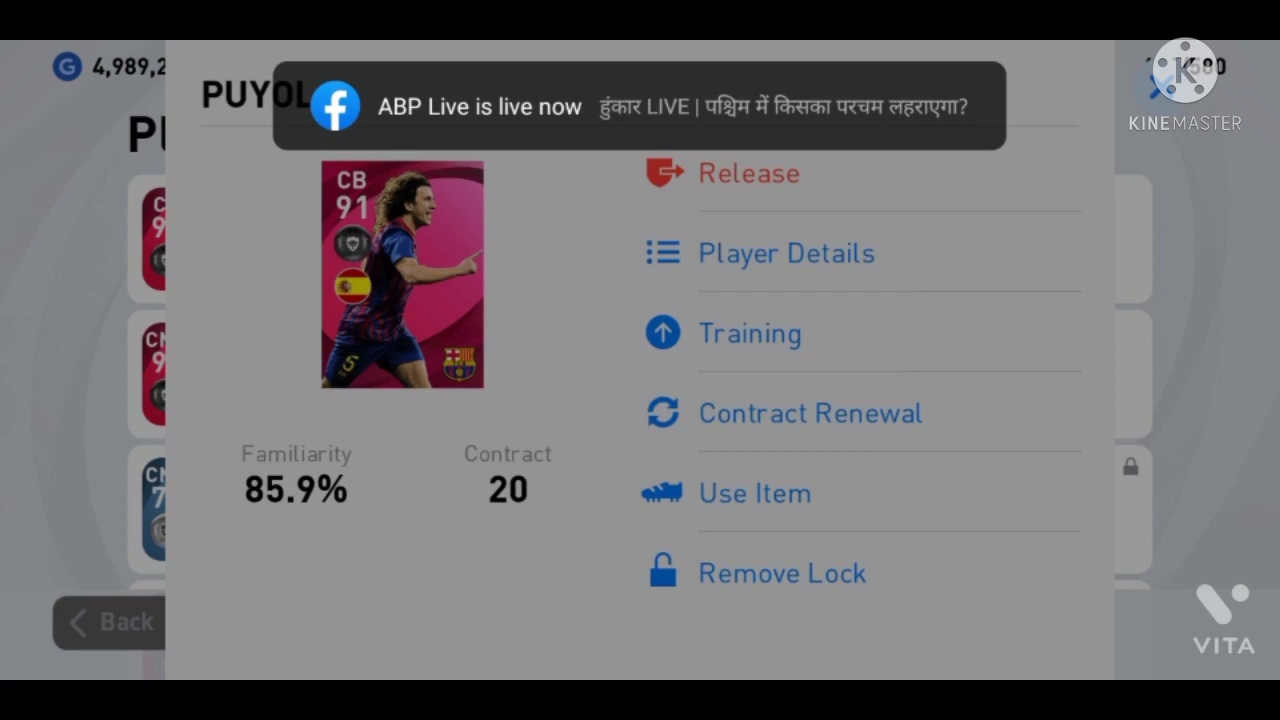 4,989,2
PUYOL
ABP Live is live now हुंकार LIVE | पश्चिम में किसका परचम लहराएगा?
KINEMASTER
CB
91
5
Release
Player Details
Training
Contract Renewal
Use Item
Remove Lock
Familiarity
85.9%
Contract
20
Back
VITA